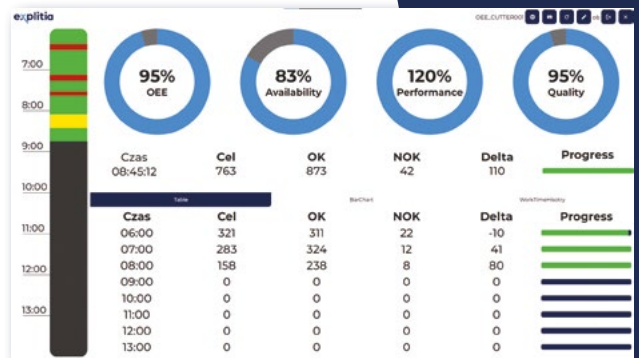 explitia
OEE_CUTTER001
7:00
8:00
9:00
10:00
11:00
12:00
13:00
95%
OEE
83%
Availability
120%
Performance
95%
Quality
Czas Cel OK NOK Delta Progress
08:45:12 763 873 42 110
Table BarChart WorkTimeHistory
Czas Cel OK NOK Delta Progress
06:00 321 311 22 -10
07:00 283 324 12 41
08:00 158 238 8 80
09:00 0 0 0 0
10:00 0 0 0 0
11:00 0 0 0 0
12:00 0 0 0 0
13:00 0 0 0 0